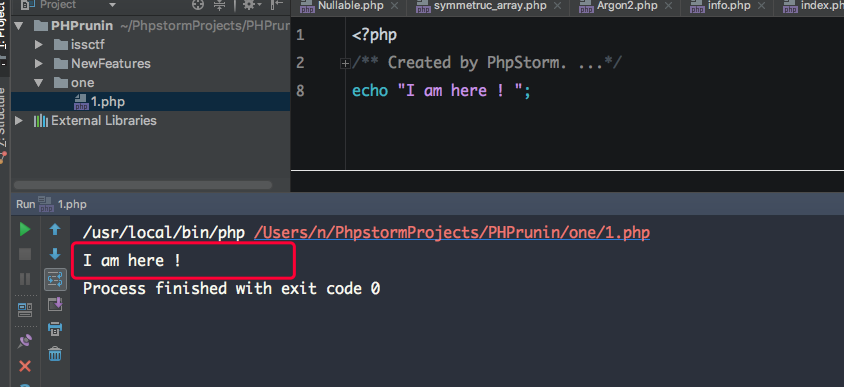 Project
Nullable.php
symmetruc_array.php
Argon2.php
info.php
index.php
1: Project
PHPrunin ~/PhpstormProjects/PHPrun
issctf
NewFeatures
one
1.php
External Libraries
7: Structure
1 <?php
2 /** Created by PhpStorm. ...*/
8 echo "I am here ! ";
Run 1.php
/usr/local/bin/php /Users/n/PhpstormProjects/PHPrunin/one/1.php
I am here !
Process finished with exit code 0